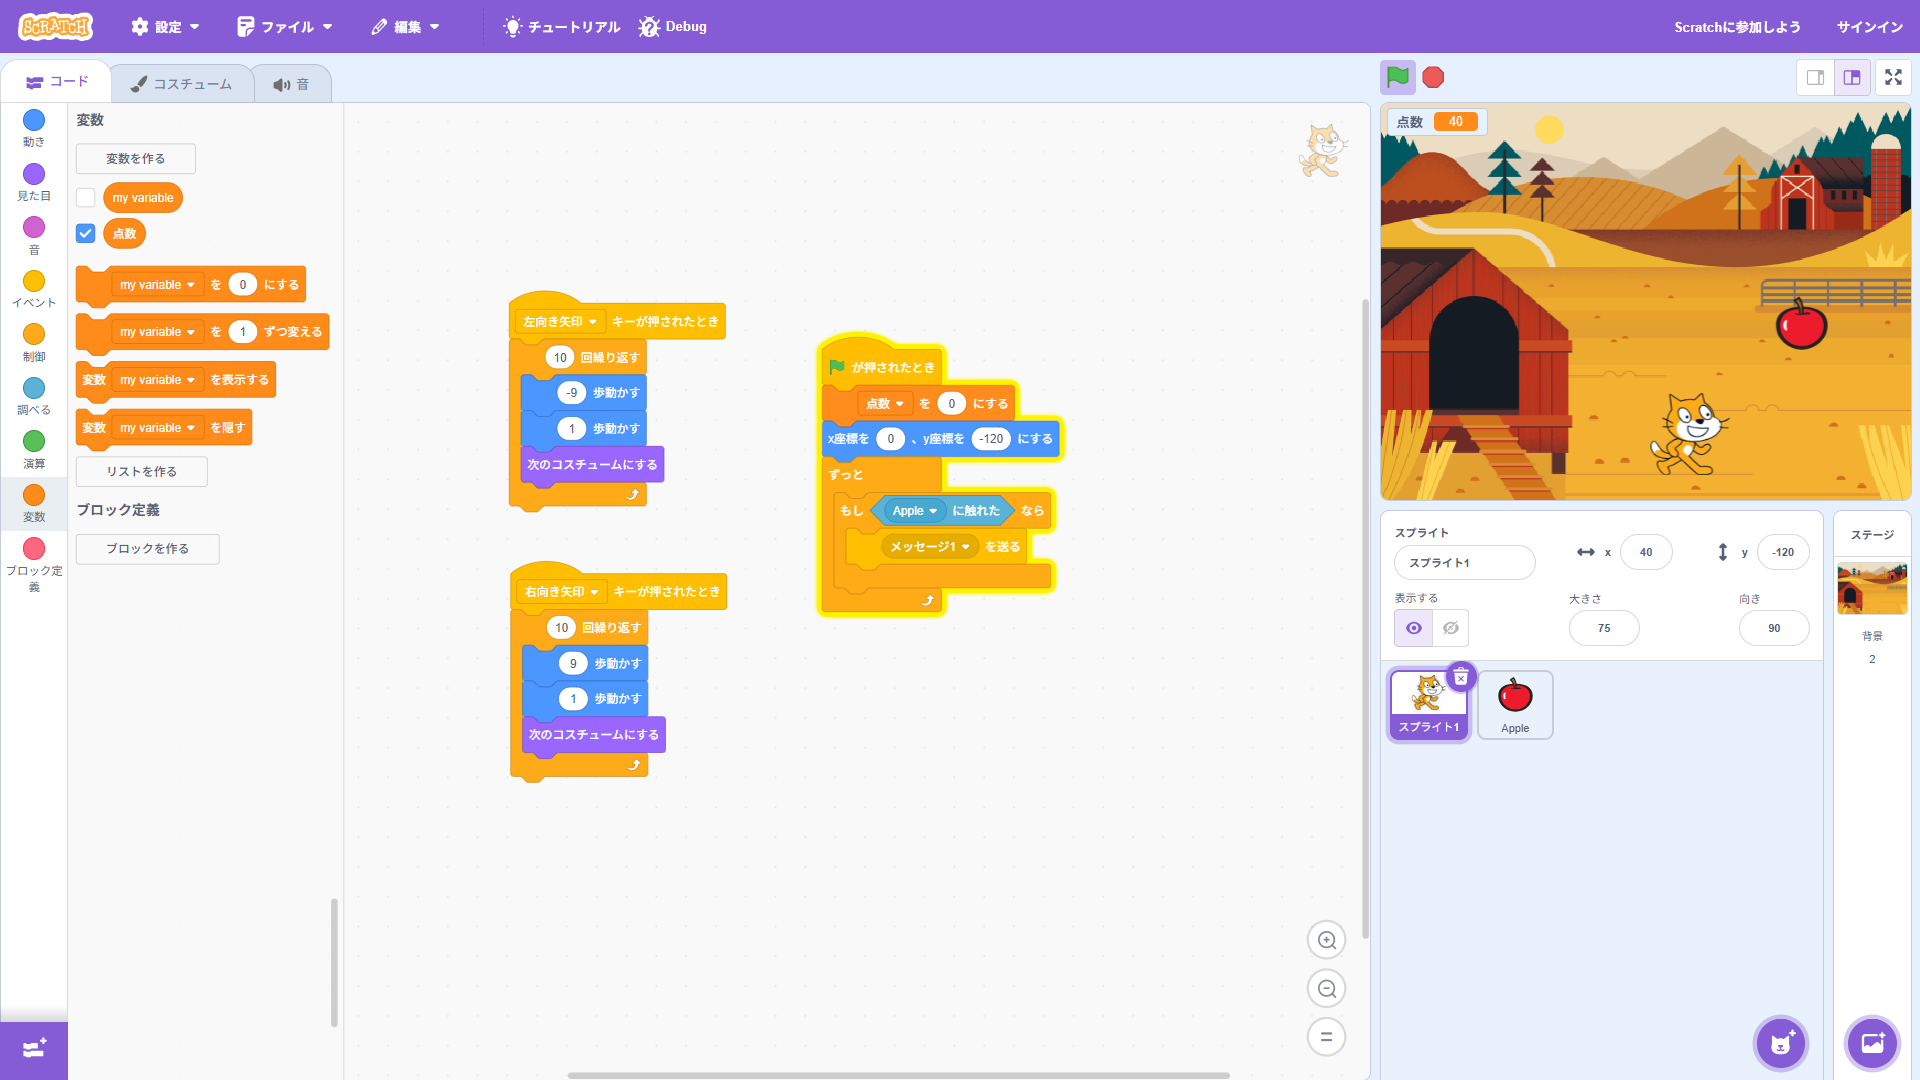 SCRATCH
設定
ファイル
編集
チュートリアル
Debug
Scratchに参加しよう
サインイン
コード
コスチューム
音
動き
見た目
音
イベント
制御
調べる
演算
変数
ブロック定
義
変数
変数を作る
my variable
点数
my variable を 0 にする
my variable を 1 ずつ変える
変数 my variable を表示する
変数 my variable を隠す
リストを作る
ブロック定義
ブロックを作る
左向き矢印 キーが押されたとき
10 回繰り返す
-9 歩動かす
1 歩動かす
次のコスチュームにする
右向き矢印 キーが押されたとき
10 回繰り返す
9 歩動かす
1 歩動かす
次のコスチュームにする
が押されたとき
点数 を 0 にする
x座標を 0 、y座標を -120 にする
ずっと
もし Apple に触れた なら
メッセージ1 を送る
点数 40
スプライト
スプライト1
x 40
y -120
表示する
大きさ
75
向き
90
スプライト1
Apple
ステージ
背景
2